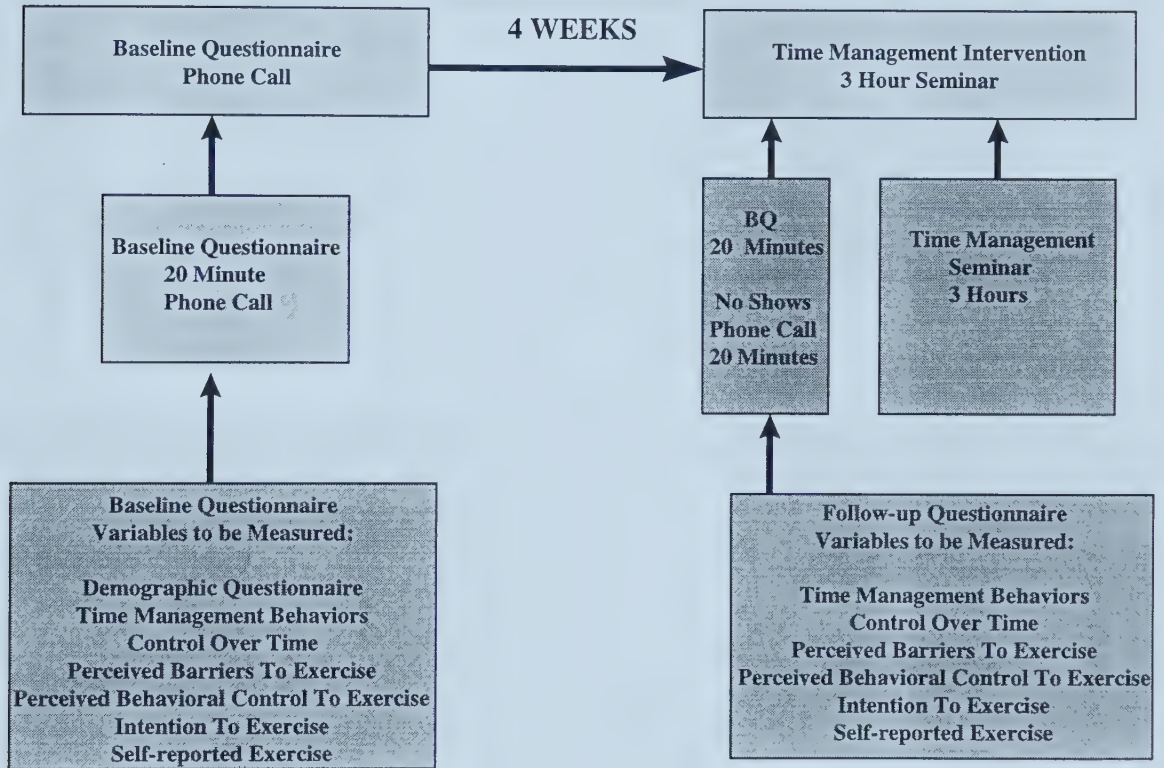 Baseline Questionnaire
Phone Call
4 WEEKS
Time Management Intervention
3 Hour Seminar
Baseline Questionnaire
20 Minute
Phone Call
BQ
20 Minutes
No Shows
Phone Call
20 Minutes
Time Management
Seminar
3 Hours
Baseline Questionnaire
Variables to be Measured:
Demographic Questionnaire
Time Management Behaviors
Control Over Time
Perceived Barriers To Exercise
Perceived Behavioral Control To Exercise
Intention To Exercise
Self-reported Exercise
Follow-up Questionnaire
Variables to be Measured:
Time Management Behaviors
Control Over Time
Perceived Barriers To Exercise
Perceived Behavioral Control To Exercise
Intention To Exercise
Self-reported Exercise